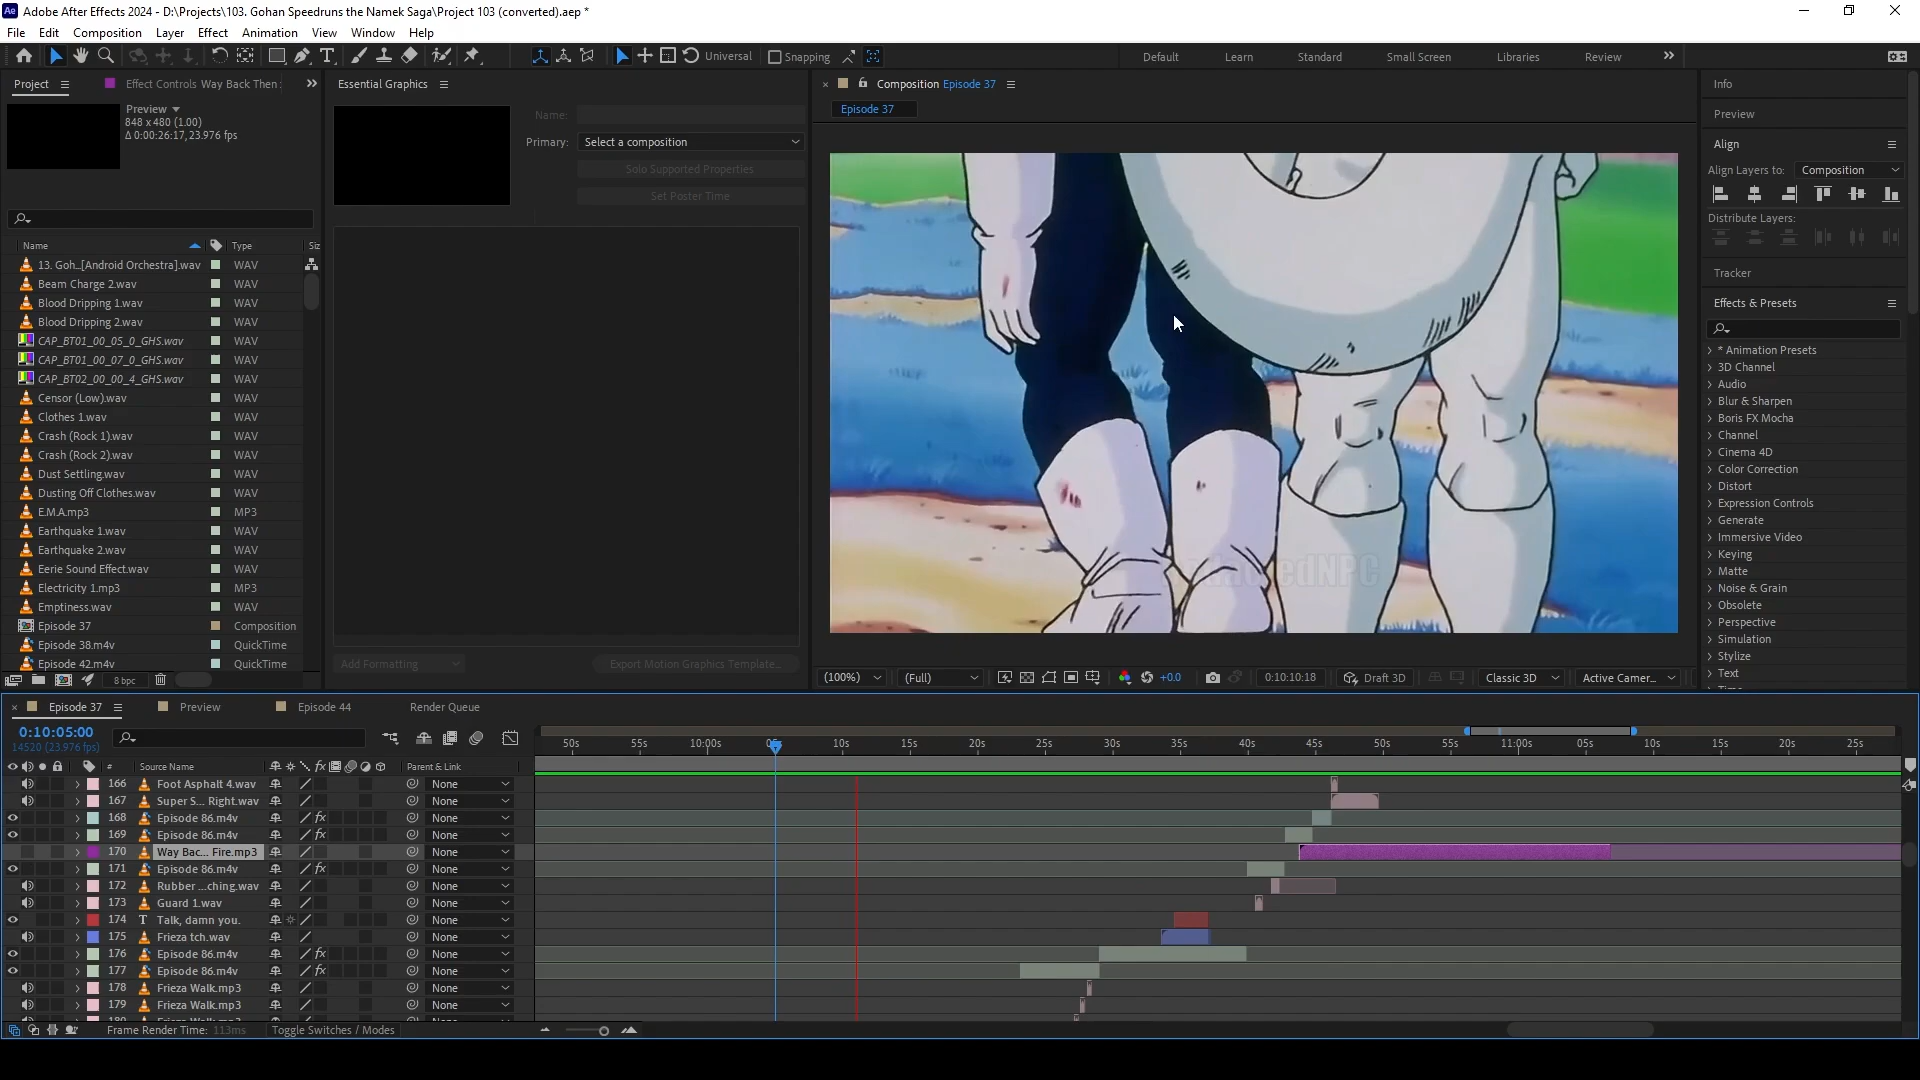 Adobe After Effects 2024 - D:\Projects\103. Gohan Speedruns the Namek Saga\Project 103 (converted).aep *
File Edit Composition Layer Effect Animation View Window Help
Universal Snapping Default Learn Standard Small Screen Libraries Review
Project Effect Controls Way Back Then :
Preview
848 x 480 (1.00)
Δ 0:00:26:17, 23.976 fps
Name Type Siz
13. Goh...[Android Orchestra].wav WAV
Beam Charge 2.wav WAV
Blood Dripping 1.wav WAV
Blood Dripping 2.wav WAV
CAP_BT01_00_05_0_GHS.wav WAV
CAP_BT01_00_07_0_GHS.wav WAV
CAP_BT02_00_00_4_GHS.wav WAV
Censor (Low).wav WAV
Clothes 1.wav WAV
Crash (Rock 1).wav WAV
Crash (Rock 2).wav WAV
Dust Settling.wav WAV
Dusting Off Clothes.wav WAV
E.M.A.mp3 MP3
Earthquake 1.wav WAV
Earthquake 2.wav WAV
Eerie Sound Effect.wav WAV
Electricity 1.mp3 MP3
Emptiness.wav WAV
Episode 37 Composition
Episode 38.m4v QuickTime
Episode 42.m4v QuickTime
8 bpc
Essential Graphics
Name:
Primary: Select a composition
Solo Supported Properties
Set Poster Time
Add Formatting Export Motion Graphics Template...
Composition Episode 37
Episode 37
(100%) (Full) +0.0 0:10:10:18 Draft 3D Classic 3D Active Camer...
Info
Preview
Align
Align Layers to: Composition
Distribute Layers:
Tracker
Effects & Presets
* Animation Presets
3D Channel
Audio
Blur & Sharpen
Boris FX Mocha
Channel
Cinema 4D
Color Correction
Distort
Expression Controls
Generate
Immersive Video
Keying
Matte
Noise & Grain
Obsolete
Perspective
Simulation
Stylize
Text
Episode 37 Preview Episode 44 Render Queue
0:10:05:00
14520 (23.976 fps)
50s 55s 10:00s 05s 10s 15s 20s 25s 30s 35s 40s 45s 50s 55s 11:00s 05s 10s 15s 20s 25s
# Source Name fx Parent & Link
166 Foot Asphalt 4.wav None
167 Super S... Right.wav None
168 Episode 86.m4v fx None
169 Episode 86.m4v fx None
170 Way Bac... Fire.mp3 None
171 Episode 86.m4v fx None
172 Rubber ...ching.wav None
173 Guard 1.wav None
174 T Talk, damn you. None
175 Frieza tch.wav None
176 Episode 86.m4v fx None
177 Episode 86.m4v fx None
178 Frieza Walk.mp3 None
179 Frieza Walk.mp3 None
Frame Render Time: 113ms Toggle Switches / Modes